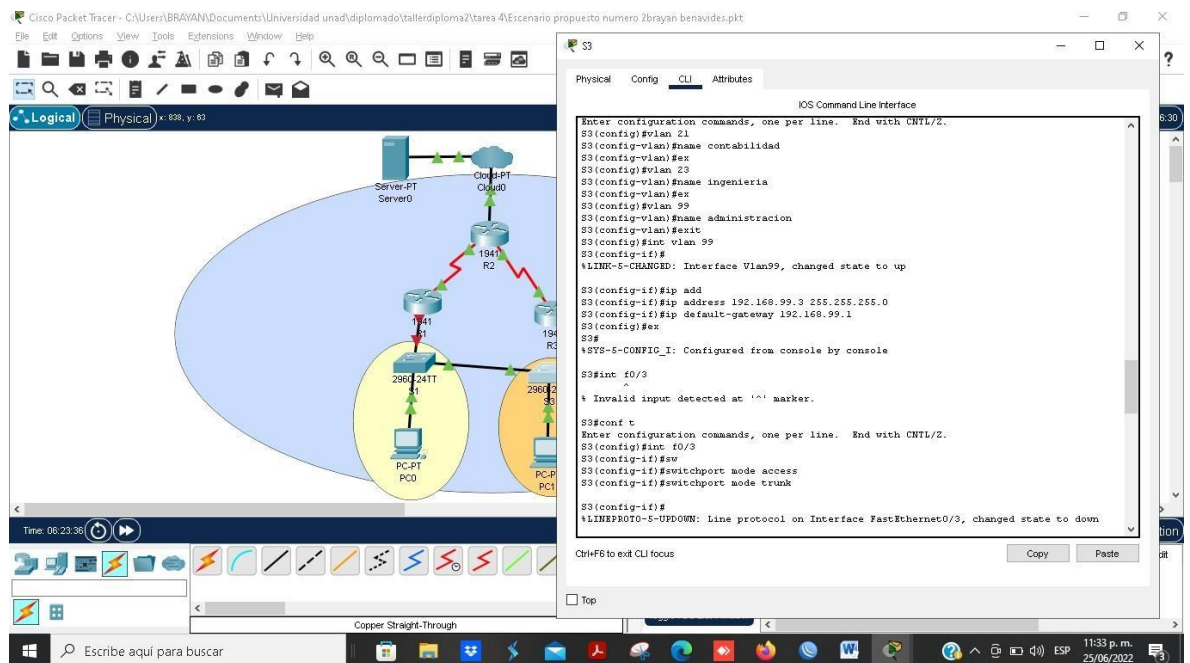 Cisco Packet Tracer - C:\Users\BRAYAN\Documents\Universidad unad\diplomado\tallerdiploma2\tarea 4\Escenario propuesto numero 2brayan benavides.pkt
File Edit Options View Tools Extensions Window Help
Logical Physical x: 838, y: 63
6:30
Server-PT
Server0
Cloud-PT
Cloud0
1941
R2
1941
R1
194
R3
2960-24TT
S1
2960-2
S3
PC-PT
PC0
PC-P
PC1
Time: 06:23:36
Copper Straight-Through
S3
Physical Config CLI Attributes
IOS Command Line Interface
Enter configuration commands, one per line. End with CNTL/Z.
S3(config)#vlan 21
S3(config-vlan)#name contabilidad
S3(config-vlan)#ex
S3(config)#vlan 23
S3(config-vlan)#name ingenieria
S3(config-vlan)#ex
S3(config)#vlan 99
S3(config-vlan)#name administracion
S3(config-vlan)#exit
S3(config)#int vlan 99
S3(config-if)#
%LINK-5-CHANGED: Interface Vlan99, changed state to up
S3(config-if)#ip add
S3(config-if)#ip address 192.168.99.3 255.255.255.0
S3(config-if)#ip default-gateway 192.168.99.1
S3(config)#ex
S3#
%SYS-5-CONFIG_I: Configured from console by console
S3#int f0/3
^
% Invalid input detected at '^' marker.
S3#conf t
Enter configuration commands, one per line. End with CNTL/Z.
S3(config)#int f0/3
S3(config-if)#sw
S3(config-if)#switchport mode access
S3(config-if)#switchport mode trunk
S3(config-if)#
%LINEPROTO-5-UPDOWN: Line protocol on Interface FastEthernet0/3, changed state to down
Ctrl+F6 to exit CLI focus
Copy Paste
Top
Escribe aquí para buscar
ESP
11:33 p. m.
25/06/2022